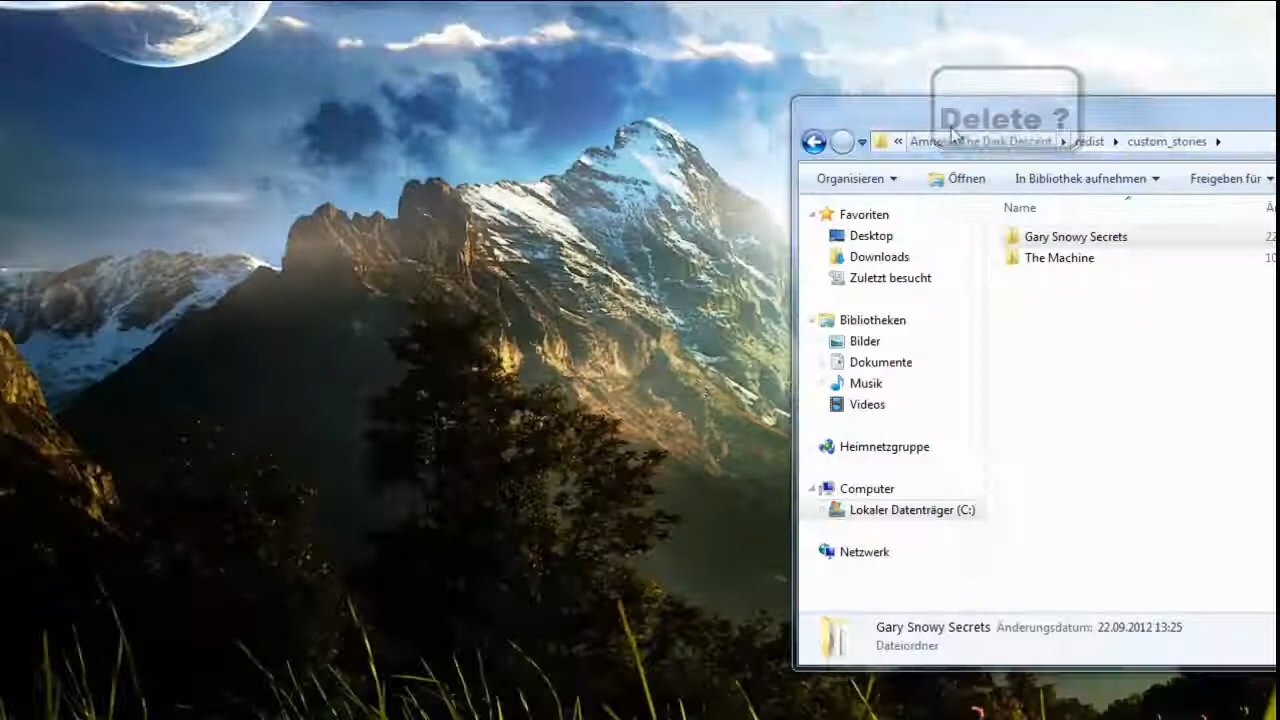 Delete ?
« Amnesia The Dark Descent ▸ redist ▸ custom_stories ▸
Organisieren Öffnen In Bibliothek aufnehmen Freigeben für
Name
Favoriten
Desktop
Downloads
Zuletzt besucht
Bibliotheken
Bilder
Dokumente
Musik
Videos
Heimnetzgruppe
Computer
Lokaler Datenträger (C:)
Netzwerk
Gary Snowy Secrets
The Machine
Gary Snowy Secrets Änderungsdatum: 22.09.2012 13:25
Dateiordner